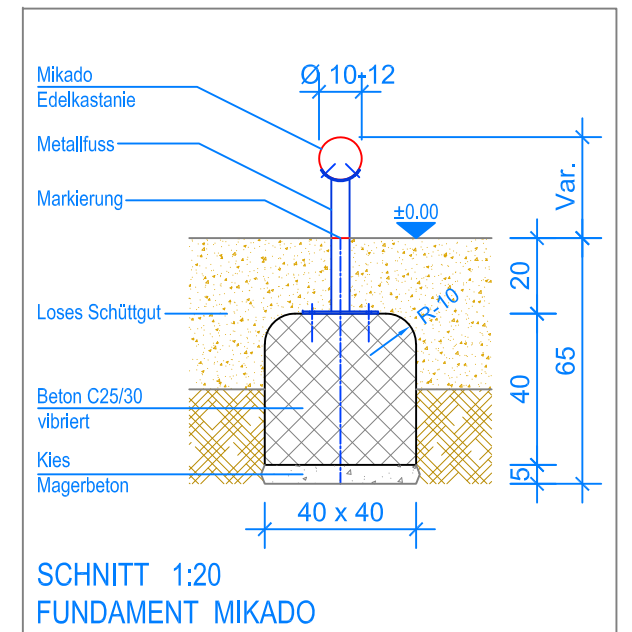 Mikado
Edelkastanie
Ø 10-12
Metallfuss
Markierung
±0.00
Var.
Loses Schüttgut
R-10
20
65
40
Beton C25/30
vibriert
Kies
Magerbeton
5
40 x 40
SCHNITT 1:20
FUNDAMENT MIKADO